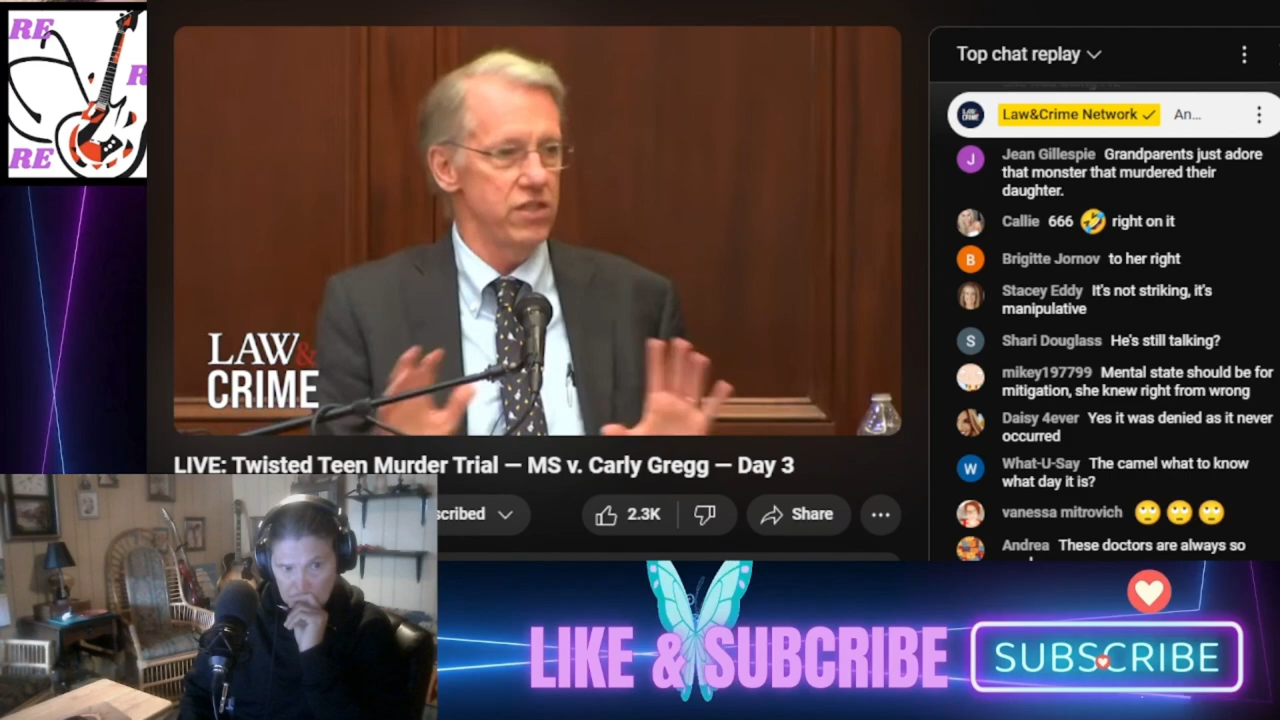 RE
R
RE
LAW&
CRIME
LIVE: Twisted Teen Murder Trial — MS v. Carly Gregg — Day 3
scribed
2.3K
Share
Top chat replay
Law&Crime Network An...
Jean Gillespie Grandparents just adore
that monster that murdered their
daughter.
Callie 666 🤣 right on it
Brigitte Jornov to her right
Stacey Eddy It's not striking, it's
manipulative
Shari Douglass He's still talking?
mikey197799 Mental state should be for
mitigation, she knew right from wrong
Daisy 4ever Yes it was denied as it never
occurred
What-U-Say The camel what to know
what day it is?
vanessa mitrovich 🙄 🙄 🙄
Andrea These doctors are always so
LIKE & SUBCRIBE
SUBSCRIBE